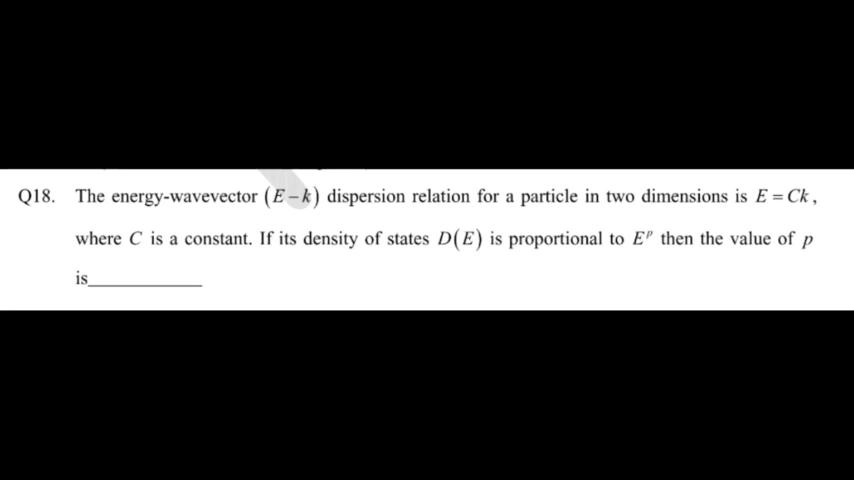 Q18. The energy-wavevector (E – k) dispersion relation for a particle in two dimensions is E = Ck,
where C is a constant. If its density of states D(E) is proportional to Eᵖ then the value of p
is____________